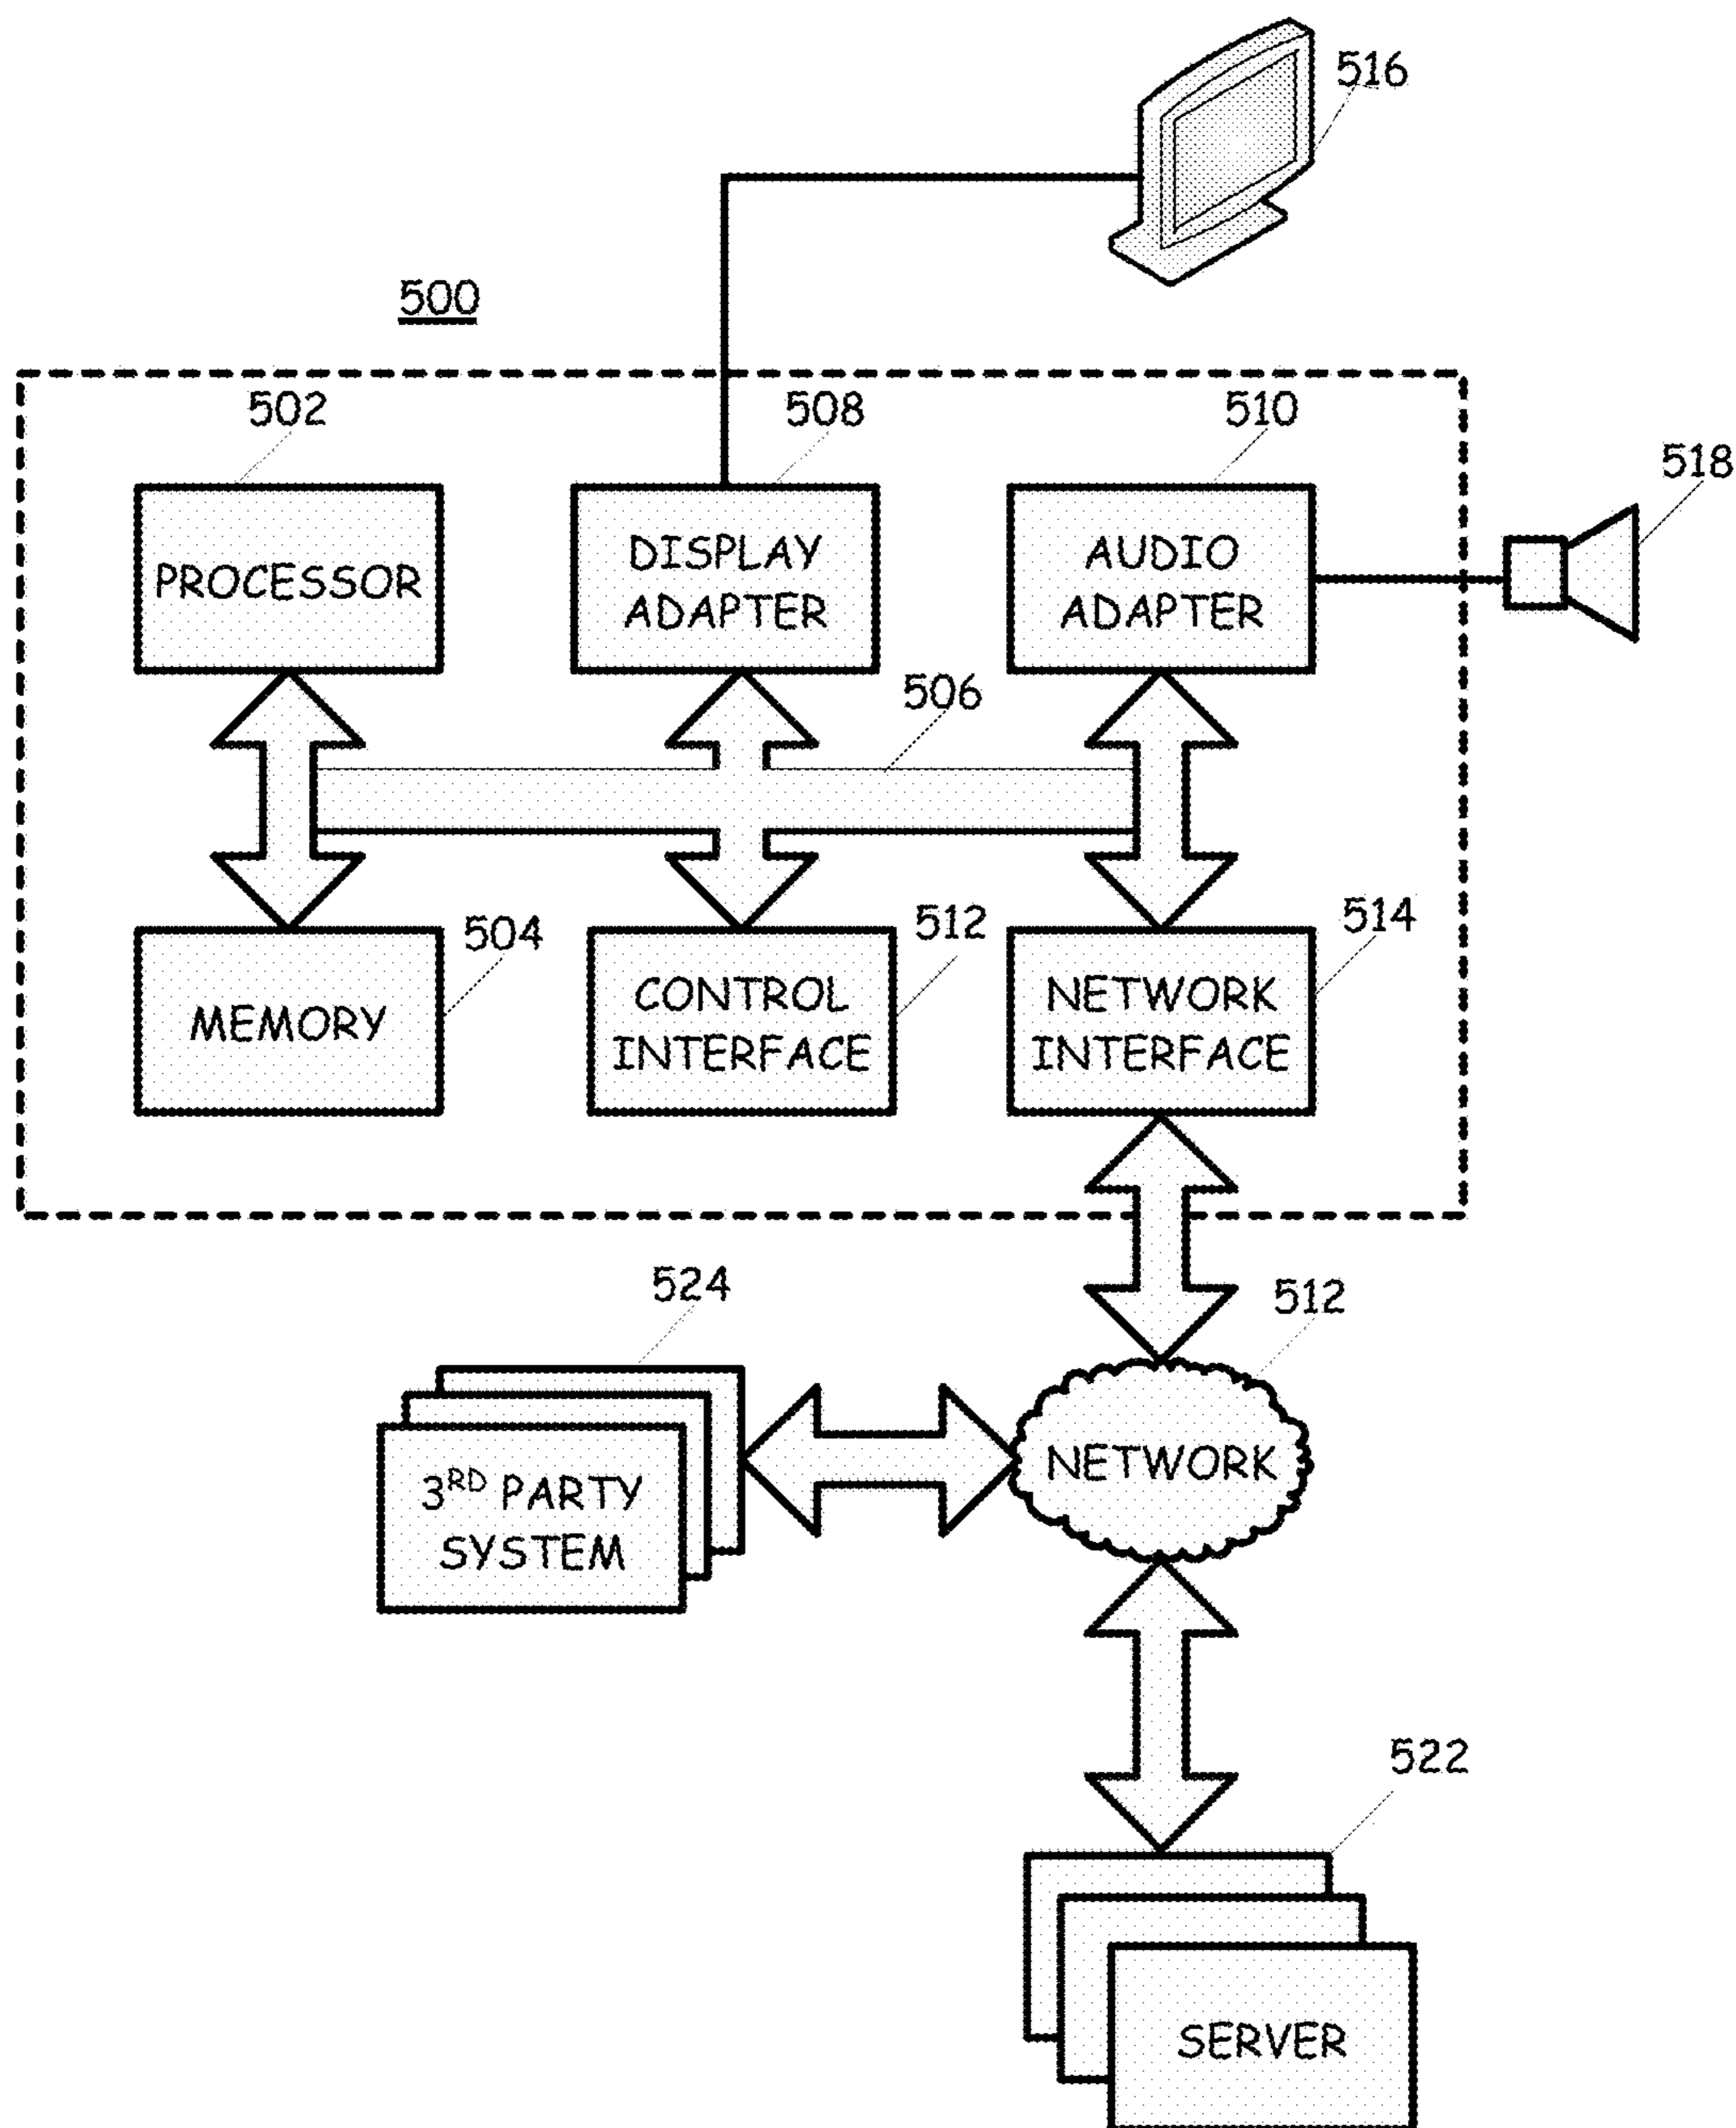 516
500
502
508
510
518
PROCESSOR
DISPLAY
ADAPTER
AUDIO
ADAPTER
506
504
512
514
MEMORY
CONTROL
INTERFACE
NETWORK
INTERFACE
524
512
3RD PARTY
SYSTEM
NETWORK
522
SERVER